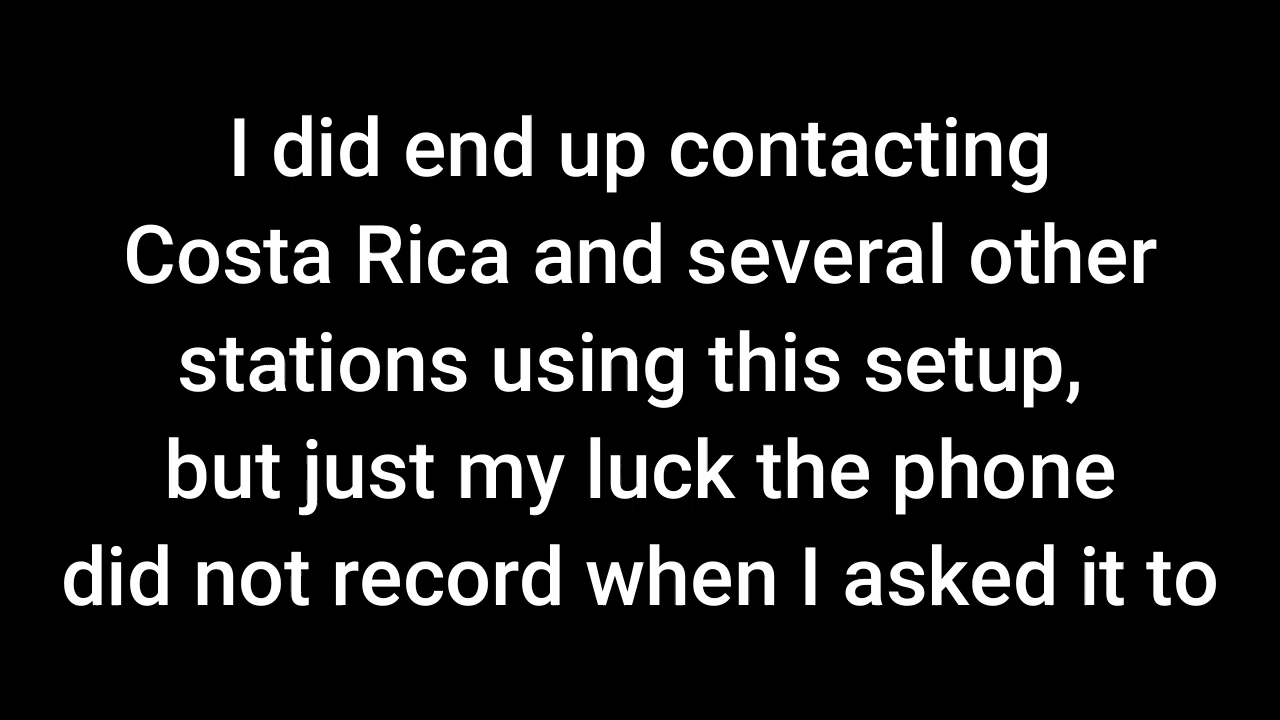 I did end up contacting
Costa Rica and several other
stations using this setup,
but just my luck the phone
did not record when I asked it to